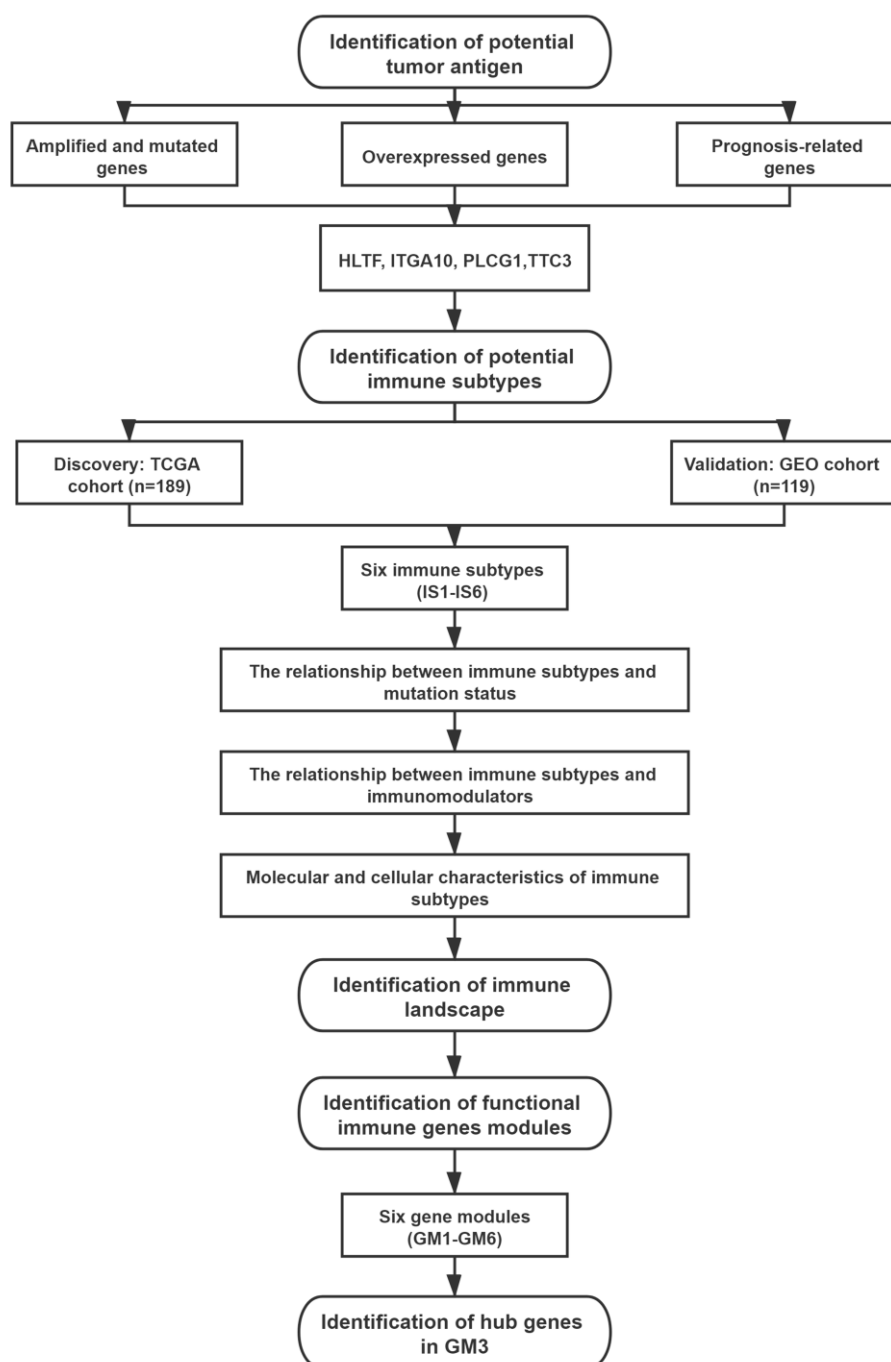 Identification of potential
tumor antigen
Amplified and mutated
genes
Overexpressed genes
Prognosis-related
genes
HLTF, ITGA10, PLCG1,TTC3
Identification of potential
immune subtypes
Discovery: TCGA
cohort (n=189)
Validation: GEO cohort
(n=119)
Six immune subtypes
(IS1-IS6)
The relationship between immune subtypes and
mutation status
The relationship between immune subtypes and
immunomodulators
Molecular and cellular characteristics of immune
subtypes
Identification of immune
landscape
Identification of functional
immune genes modules
Six gene modules
(GM1-GM6)
Identification of hub genes
in GM3